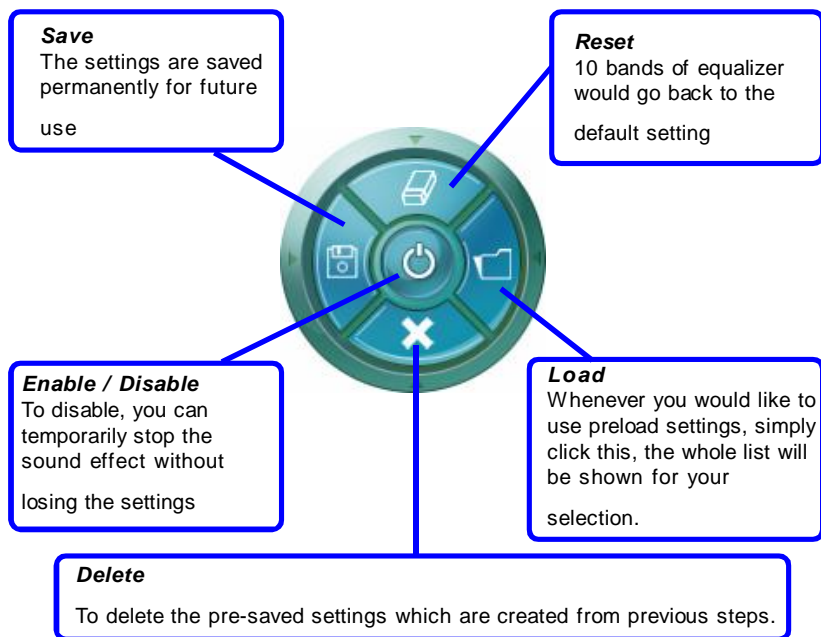 Save
The settings are saved
permanently for future
use
Reset
10 bands of equalizer
would go back to the
default setting
Enable / Disable
To disable, you can
temporarily stop the
sound effect without
losing the settings
Load
Whenever you would like to
use preload settings, simply
click this, the whole list will
be shown for your
selection.
Delete
To delete the pre-saved settings which are created from previous steps.